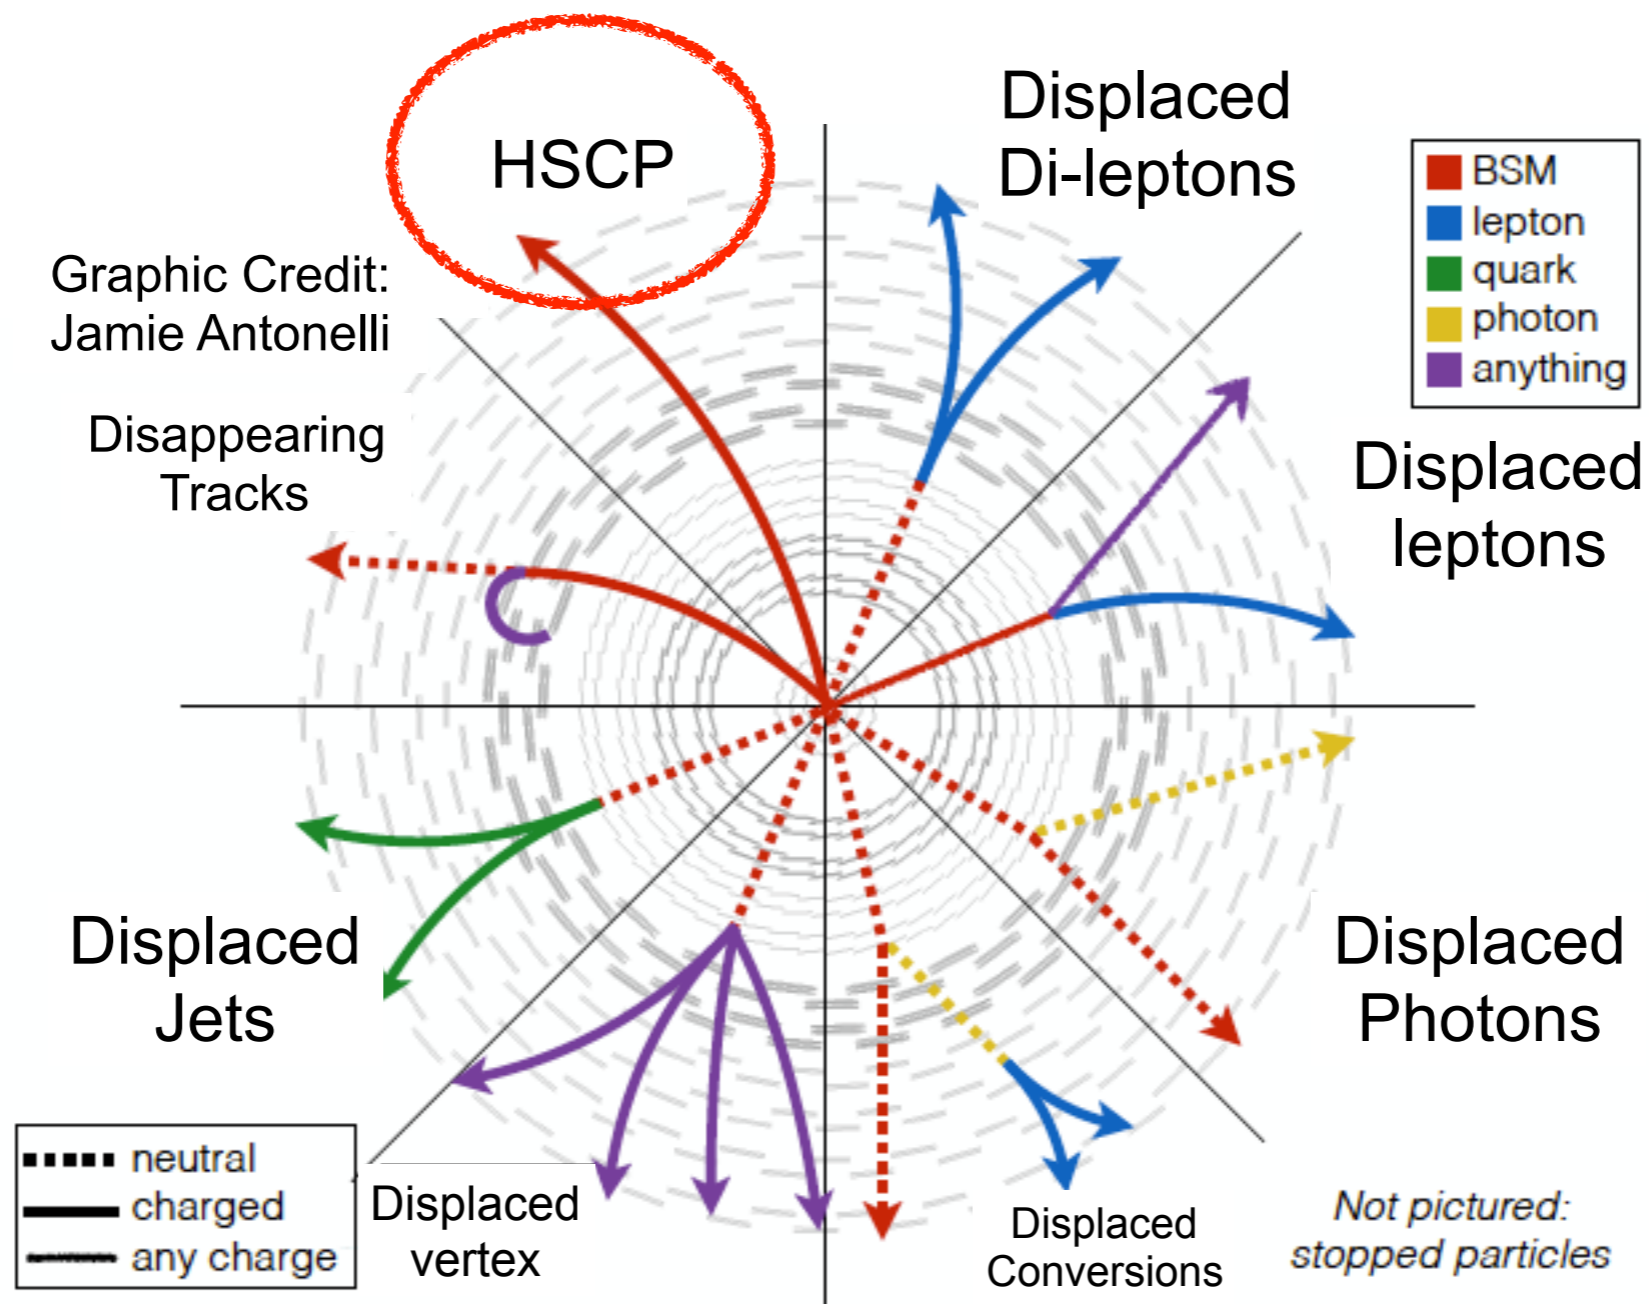 HSCP
Displaced
Di-leptons
BSM
lepton
quark
photon
anything
Graphic Credit:
Jamie Antonelli
Disappearing
Tracks
Displaced
leptons
Displaced
Jets
Displaced
Photons
neutral
charged
any charge
Displaced
vertex
Displaced
Conversions
Not pictured:
stopped particles